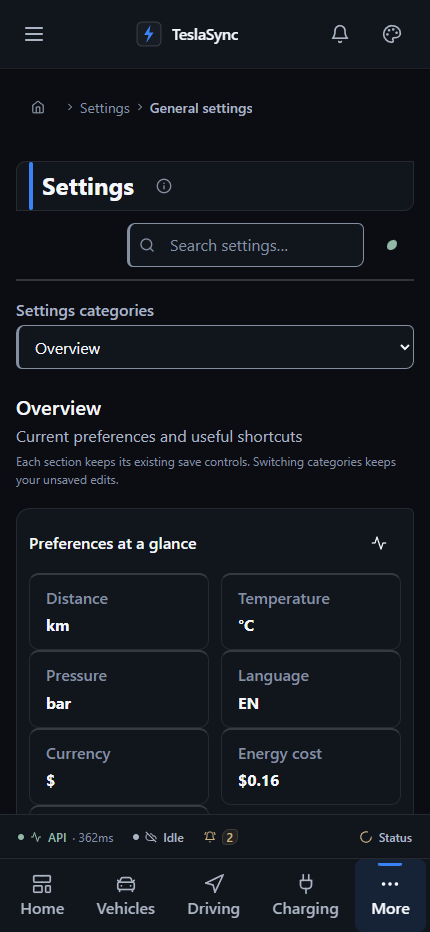 TeslaSync
Settings
General settings
Settings
Search settings...
Settings categories
Overview
Overview
Current preferences and useful shortcuts
Each section keeps its existing save controls. Switching categories keeps
your unsaved edits.
Preferences at a glance
Distance
km
Temperature
°C
Pressure
bar
Language
EN
Currency
$
Energy cost
$0.16
API · 362ms
Idle
2
Status
Home
Vehicles
Driving
Charging
More